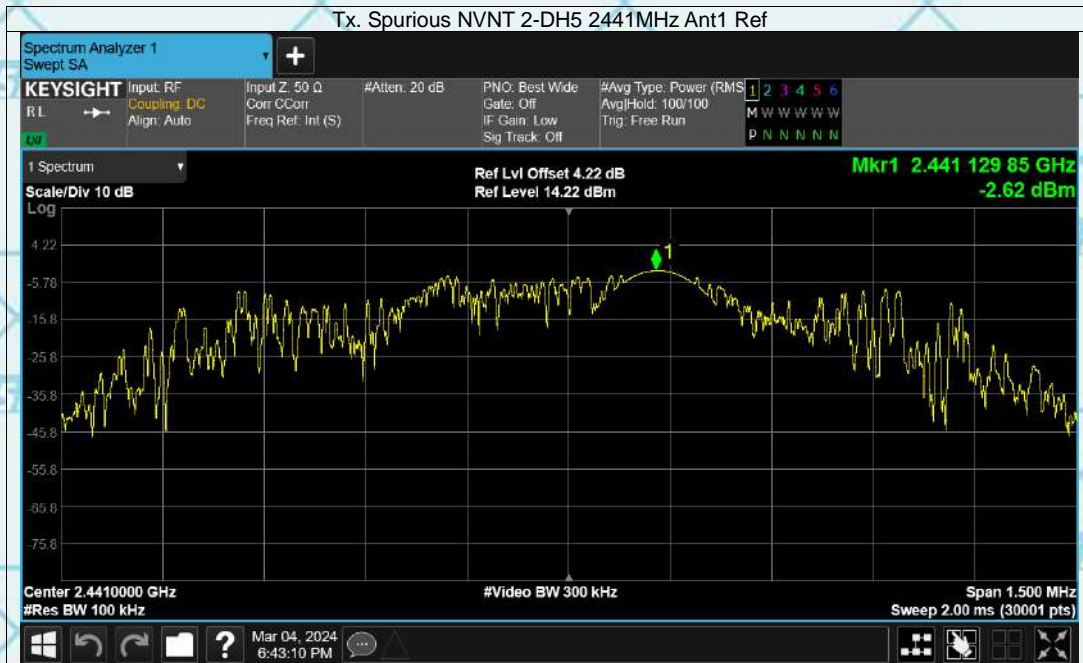 Tx. Spurious NVNT 2-DH5 2441MHz Ant1 Ref
Spectrum Analyzer 1
Swept SA
+
KEYSIGHT
R L
LXI
Input: RF
Coupling: DC
Align: Auto
Input Z: 50 Ω
Corr CCorr
Freq Ref: Int (S)
#Atten: 20 dB
PNO: Best Wide
Gate: Off
IF Gain: Low
Sig Track: Off
#Avg Type: Power (RMS
Avg|Hold: 100/100
Trig: Free Run
1 2 3 4 5 6
M W W W W W
P N N N N N
1 Spectrum
Scale/Div 10 dB
Ref Lvl Offset 4.22 dB
Ref Level 14.22 dBm
Mkr1 2.441 129 85 GHz
-2.62 dBm
Log
1
4.22
-5.78
-15.8
-25.8
-35.8
-45.8
-55.8
-65.8
-75.8
Center 2.4410000 GHz
#Video BW 300 kHz
Span 1.500 MHz
#Res BW 100 kHz
Sweep 2.00 ms (30001 pts)
?
Mar 04, 2024
6:43:10 PM